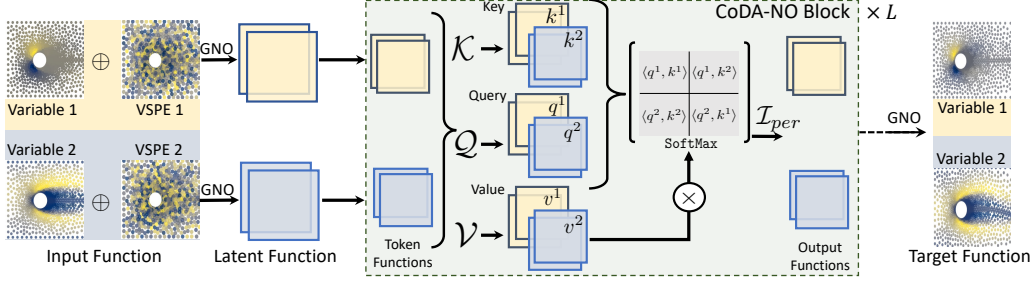 Variable 1
⊕
VSPE 1
GNO
Variable 2
⊕
VSPE 2
GNO
Input Function
Latent Function
CoDA-NO Block
× L
Token
Functions
𝒦
Key
k¹
k²
𝒬
Query
q¹
q²
𝒱
Value
v¹
v²
⟨q¹, k¹⟩ ⟨q¹, k²⟩
⟨q², k²⟩ ⟨q², k¹⟩
SoftMax
×
ℐper
Output
Functions
GNO
Variable 1
Variable 2
Target Function